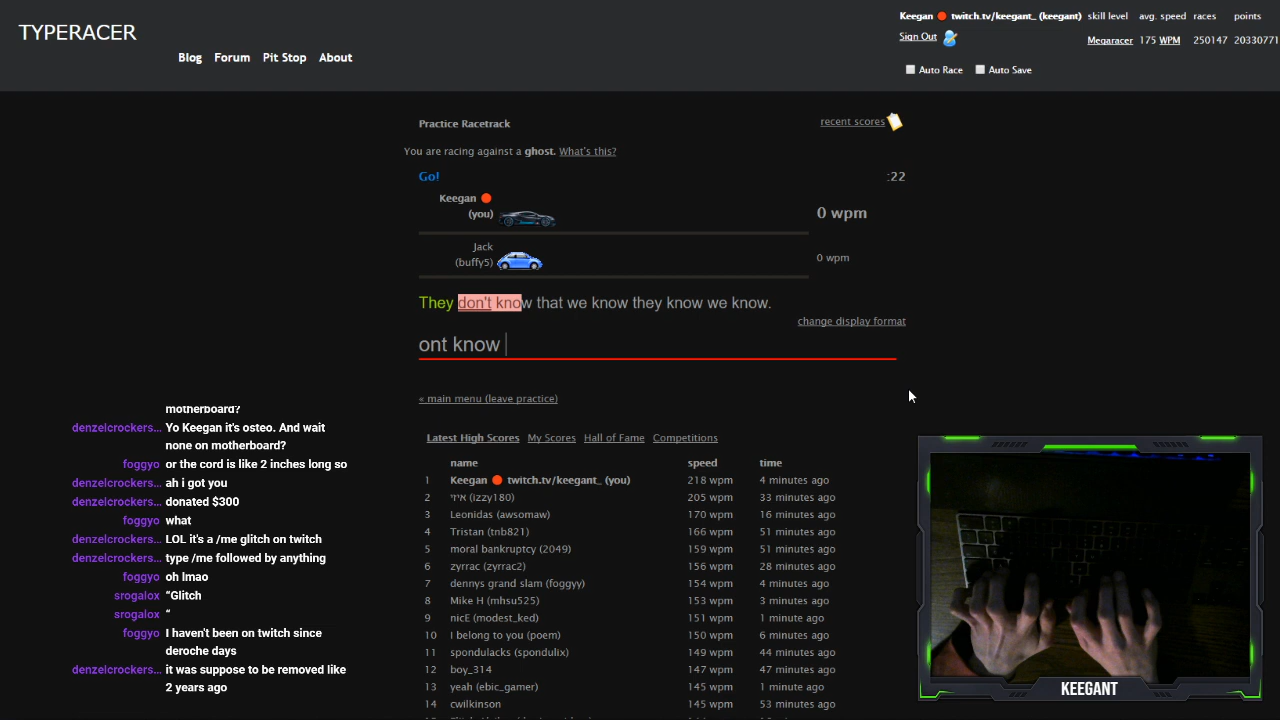 TYPERACER
Blog Forum Pit Stop About
Keegan twitch.tv/keegant_ (keegant) skill level avg. speed races points
Sign Out Megaracer 175 WPM 250147 20330771
Auto Race Auto Save
Practice Racetrack recent scores
You are racing against a ghost. What's this?
Go! :22
Keegan
(you) 0 wpm
Jack
(buffy5) 0 wpm
They don't know that we know they know we know.
change display format
ont know
« main menu (leave practice)
Latest High Scores My Scores Hall of Fame Competitions
name speed time
1 Keegan twitch.tv/keegant_ (you) 218 wpm 4 minutes ago
2 איזי (izzy180) 205 wpm 33 minutes ago
3 Leonidas (awsomaw) 170 wpm 16 minutes ago
4 Tristan (tnb821) 166 wpm 51 minutes ago
5 moral bankruptcy (2049) 159 wpm 51 minutes ago
6 zyrrac (zyrrac2) 156 wpm 28 minutes ago
7 dennys grand slam (foggyy) 154 wpm 4 minutes ago
8 Mike H (mhsu525) 153 wpm 3 minutes ago
9 nicE (modest_ked) 151 wpm 1 minute ago
10 I belong to you (poem) 150 wpm 6 minutes ago
11 spondulacks (spondulix) 149 wpm 44 minutes ago
12 boy_314 147 wpm 47 minutes ago
13 yeah (ebic_gamer) 145 wpm 1 minute ago
14 cwilkinson 145 wpm 53 minutes ago
motherboard?
denzelcrockers... Yo Keegan it's osteo. And wait
none on motherboard?
foggyo or the cord is like 2 inches long so
denzelcrockers... ah i got you
denzelcrockers... donated $300
foggyo what
denzelcrockers... LOL it's a /me glitch on twitch
denzelcrockers... type /me followed by anything
foggyo oh lmao
srogalox "Glitch
srogalox "
foggyo I haven't been on twitch since
deroche days
denzelcrockers... it was suppose to be removed like
2 years ago
KEEGANT